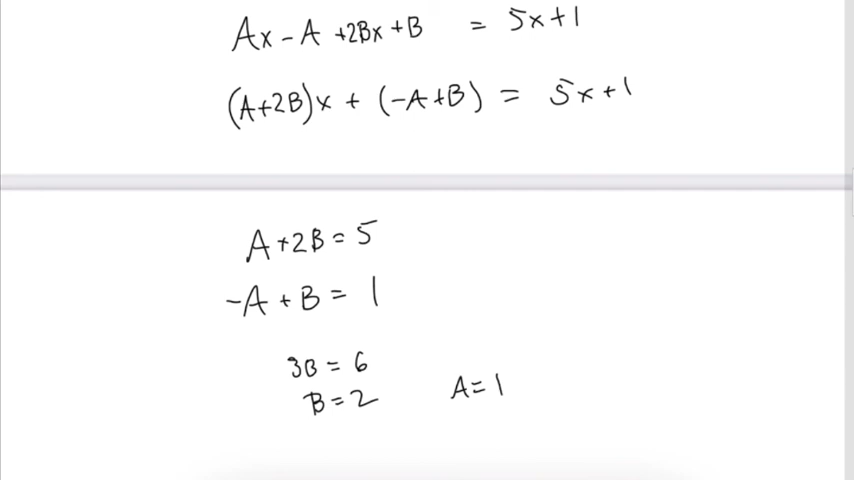 Ax - A + 2Bx + B = 5x + 1
(A + 2B)x + (-A + B) = 5x + 1
A + 2B = 5
-A + B = 1
3B = 6
B = 2 A = 1